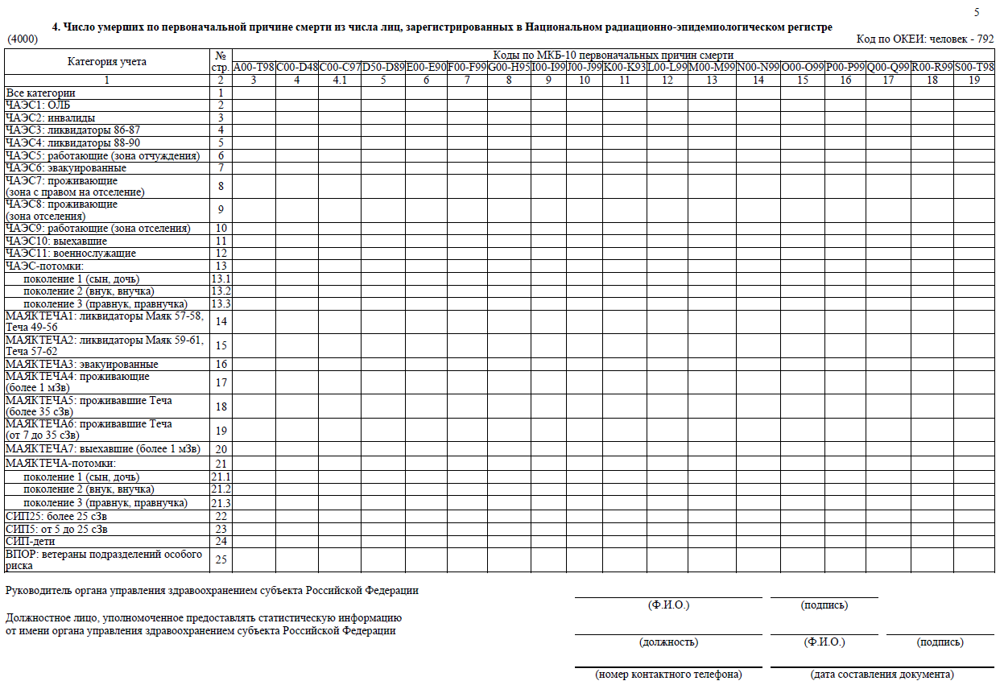 5
4. Число умерших по первоначальной причине смерти из числа лиц, зарегистрированных в Национальном радиационно-эпидемиологическом регистре
(4000) Код по ОКЕИ: человек - 792
Категория учета № стр. Коды по МКБ-10 первоначальных причин смерти
A00-T98 C00-D48 C00-C97 D50-D89 E00-E90 F00-F99 G00-H95 I00-I99 J00-J99 K00-K93 L00-L99 M00-M99 N00-N99 O00-O99 P00-P99 Q00-Q99 R00-R99 S00-T98
1 2 3 4 4.1 5 6 7 8 9 10 11 12 13 14 15 16 17 18 19
Все категории 1
ЧАЭС1: ОЛБ 2
ЧАЭС2: инвалиды 3
ЧАЭС3: ликвидаторы 86-87 4
ЧАЭС4: ликвидаторы 88-90 5
ЧАЭС5: работающие (зона отчуждения) 6
ЧАЭС6: эвакуированные 7
ЧАЭС7: проживающие
(зона с правом на отселение) 8
ЧАЭС8: проживающие
(зона отселения) 9
ЧАЭС9: работающие (зона отселения) 10
ЧАЭС10: выехавшие 11
ЧАЭС11: военнослужащие 12
ЧАЭС-потомки: 13
поколение 1 (сын, дочь) 13.1
поколение 2 (внук, внучка) 13.2
поколение 3 (правнук, правнучка) 13.3
МАЯКТЕЧА1: ликвидаторы Маяк 57-58,
Теча 49-56 14
МАЯКТЕЧА2: ликвидаторы Маяк 59-61,
Теча 57-62 15
МАЯКТЕЧА3: эвакуированные 16
МАЯКТЕЧА4: проживающие
(более 1 мЗв) 17
МАЯКТЕЧА5: проживавшие Теча
(более 35 сЗв) 18
МАЯКТЕЧА6: проживавшие Теча
(от 7 до 35 сЗв) 19
МАЯКТЕЧА7: выехавшие (более 1 мЗв) 20
МАЯКТЕЧА-потомки: 21
поколение 1 (сын, дочь) 21.1
поколение 2 (внук, внучка) 21.2
поколение 3 (правнук, правнучка) 21.3
СИП25: более 25 сЗв 22
СИП5: от 5 до 25 сЗв 23
СИП-дети 24
ВПОР: ветераны подразделений особого
риска 25
Руководитель органа управления здравоохранением субъекта Российской Федерации
(Ф.И.О.) (подпись)
Должностное лицо, уполномоченное предоставлять статистическую информацию
от имени органа управления здравоохранением субъекта Российской Федерации
(должность) (Ф.И.О.) (подпись)
(номер контактного телефона) (дата составления документа)